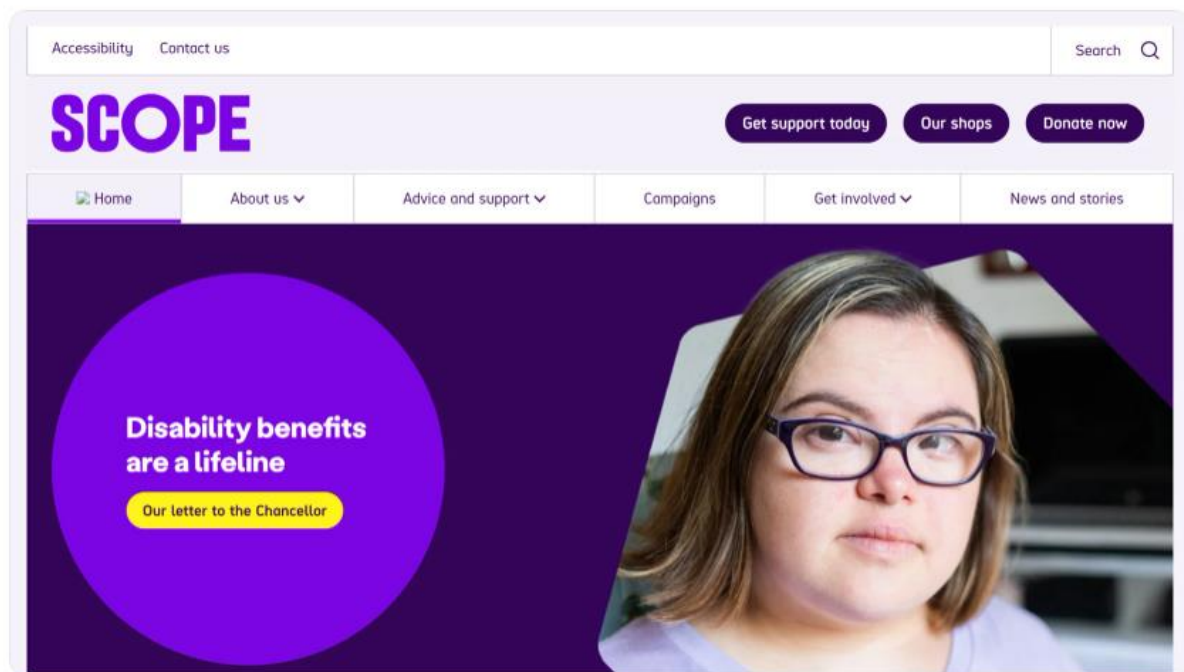 Accessibility Contact us Search
SCOPE
Get support today Our shops Donate now
Home About us Advice and support Campaigns Get involved News and stories
Disability benefits
are a lifeline
Our letter to the Chancellor